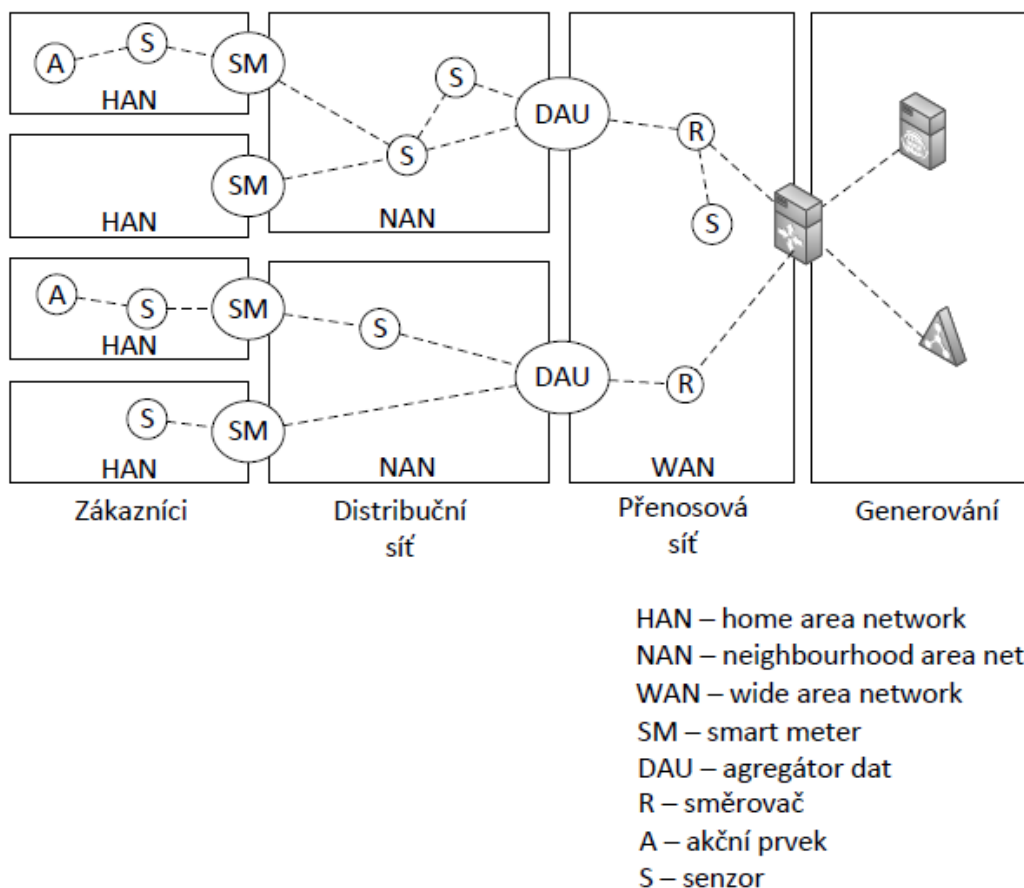 A
S
SM
HAN
SM
HAN
A
S
SM
HAN
S
SM
HAN
Zákazníci
S
S
DAU
NAN
S
DAU
NAN
Distribuční
síť
R
S
R
WAN
Přenosová
síť
Generování
HAN – home area network
NAN – neighbourhood area net
WAN – wide area network
SM – smart meter
DAU – agregátor dat
R – směrovač
A – akční prvek
S – senzor